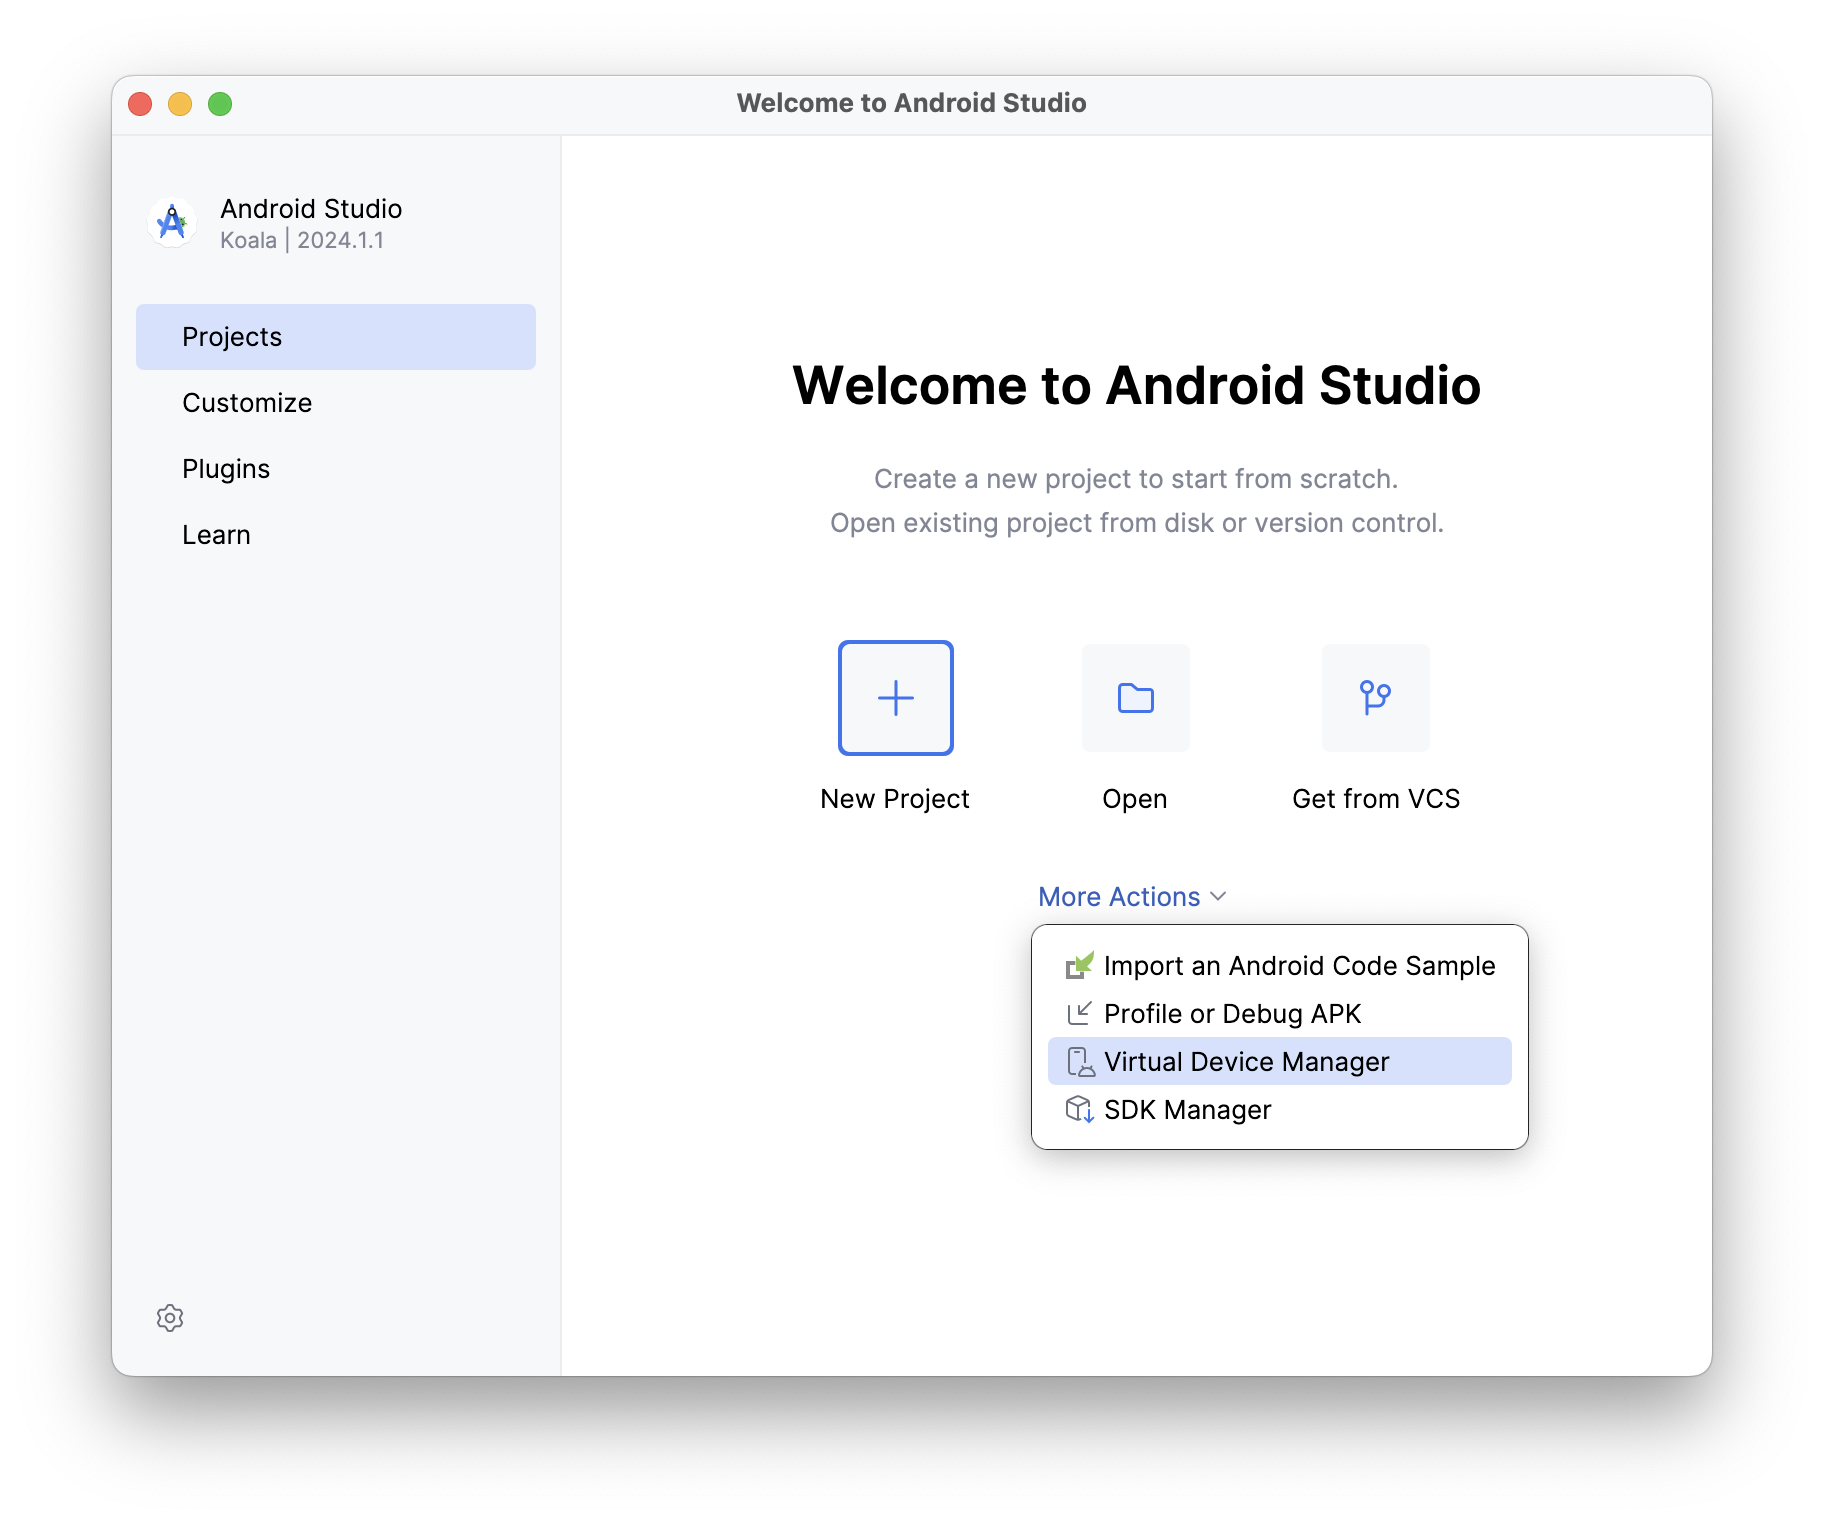 Welcome to Android Studio
Android Studio
Koala | 2024.1.1
Projects
Customize
Plugins
Learn
Welcome to Android Studio
Create a new project to start from scratch.
Open existing project from disk or version control.
New Project
Open
Get from VCS
More Actions
Import an Android Code Sample
Profile or Debug APK
Virtual Device Manager
SDK Manager